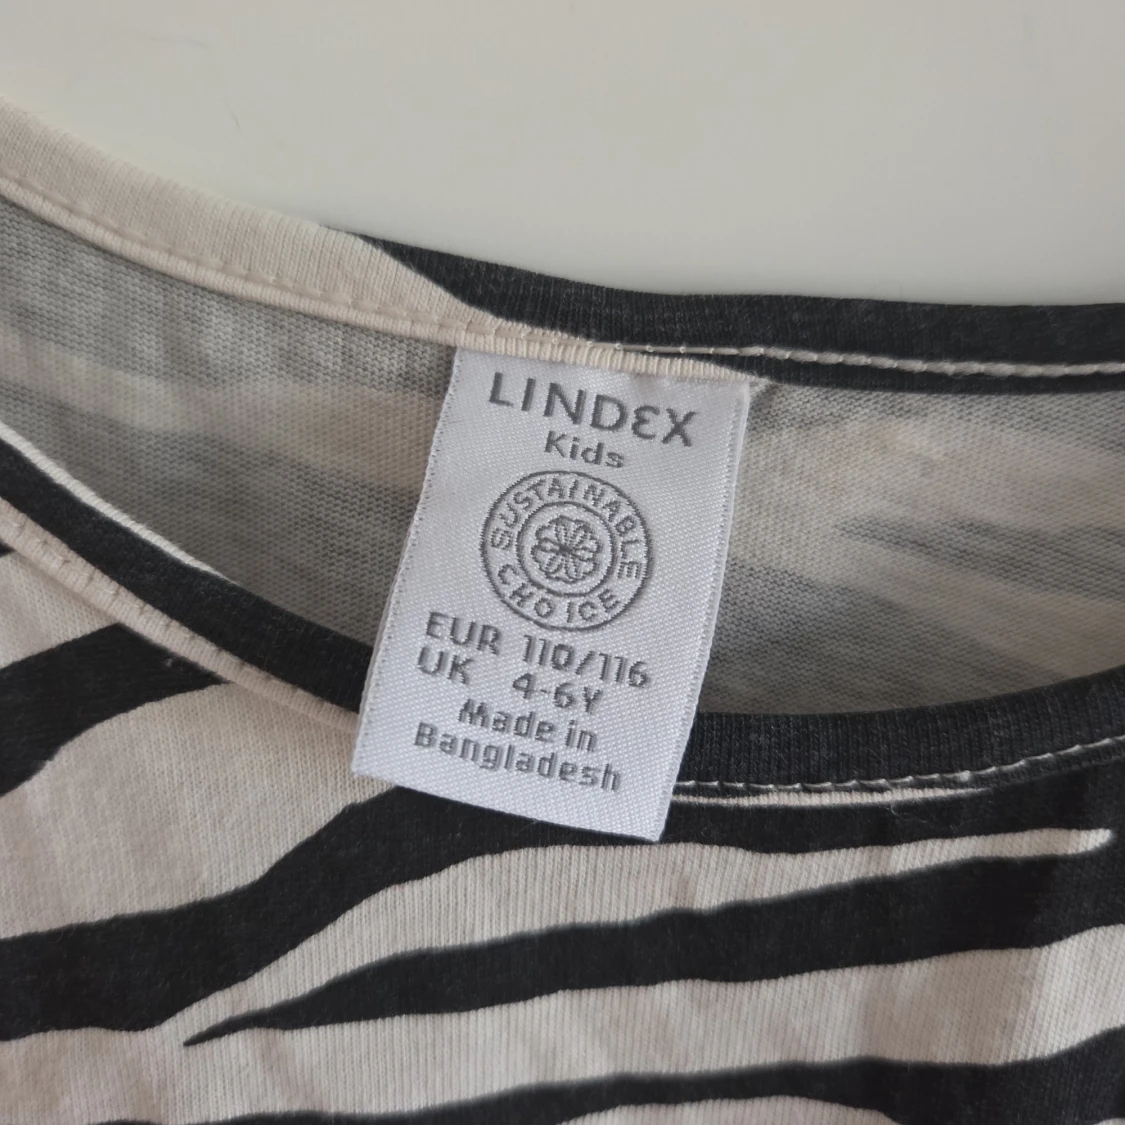 LINDEX
Kids
SUSTAINABLE
CHOICE
EUR 110/116
UK 4-6Y
Made in
Bangladesh